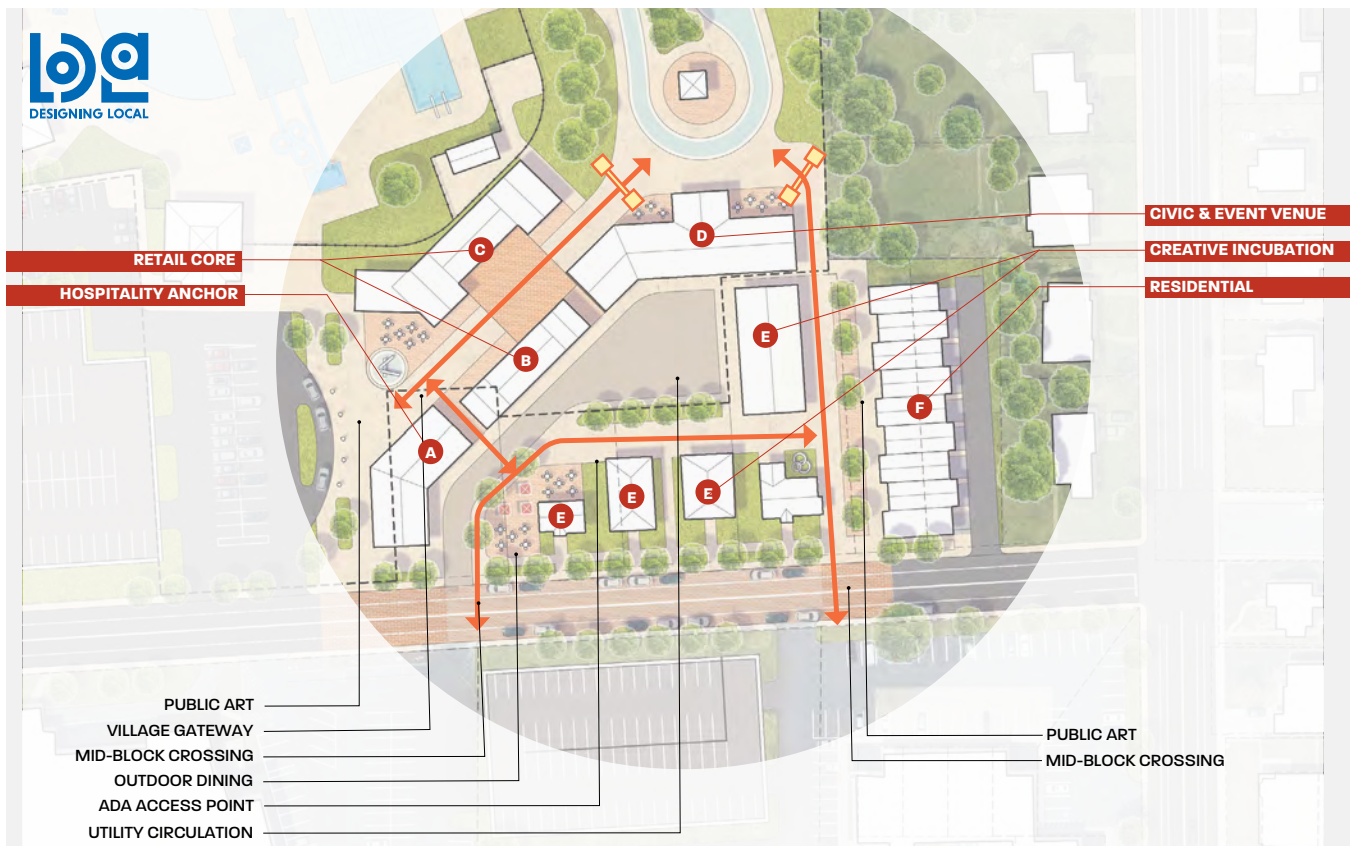 DESIGNING LOCAL
CIVIC & EVENT VENUE
RETAIL CORE
CREATIVE INCUBATION
HOSPITALITY ANCHOR
RESIDENTIAL
C
D
B
E
A
F
E
E
E
PUBLIC ART
VILLAGE GATEWAY
MID-BLOCK CROSSING
OUTDOOR DINING
ADA ACCESS POINT
UTILITY CIRCULATION
PUBLIC ART
MID-BLOCK CROSSING